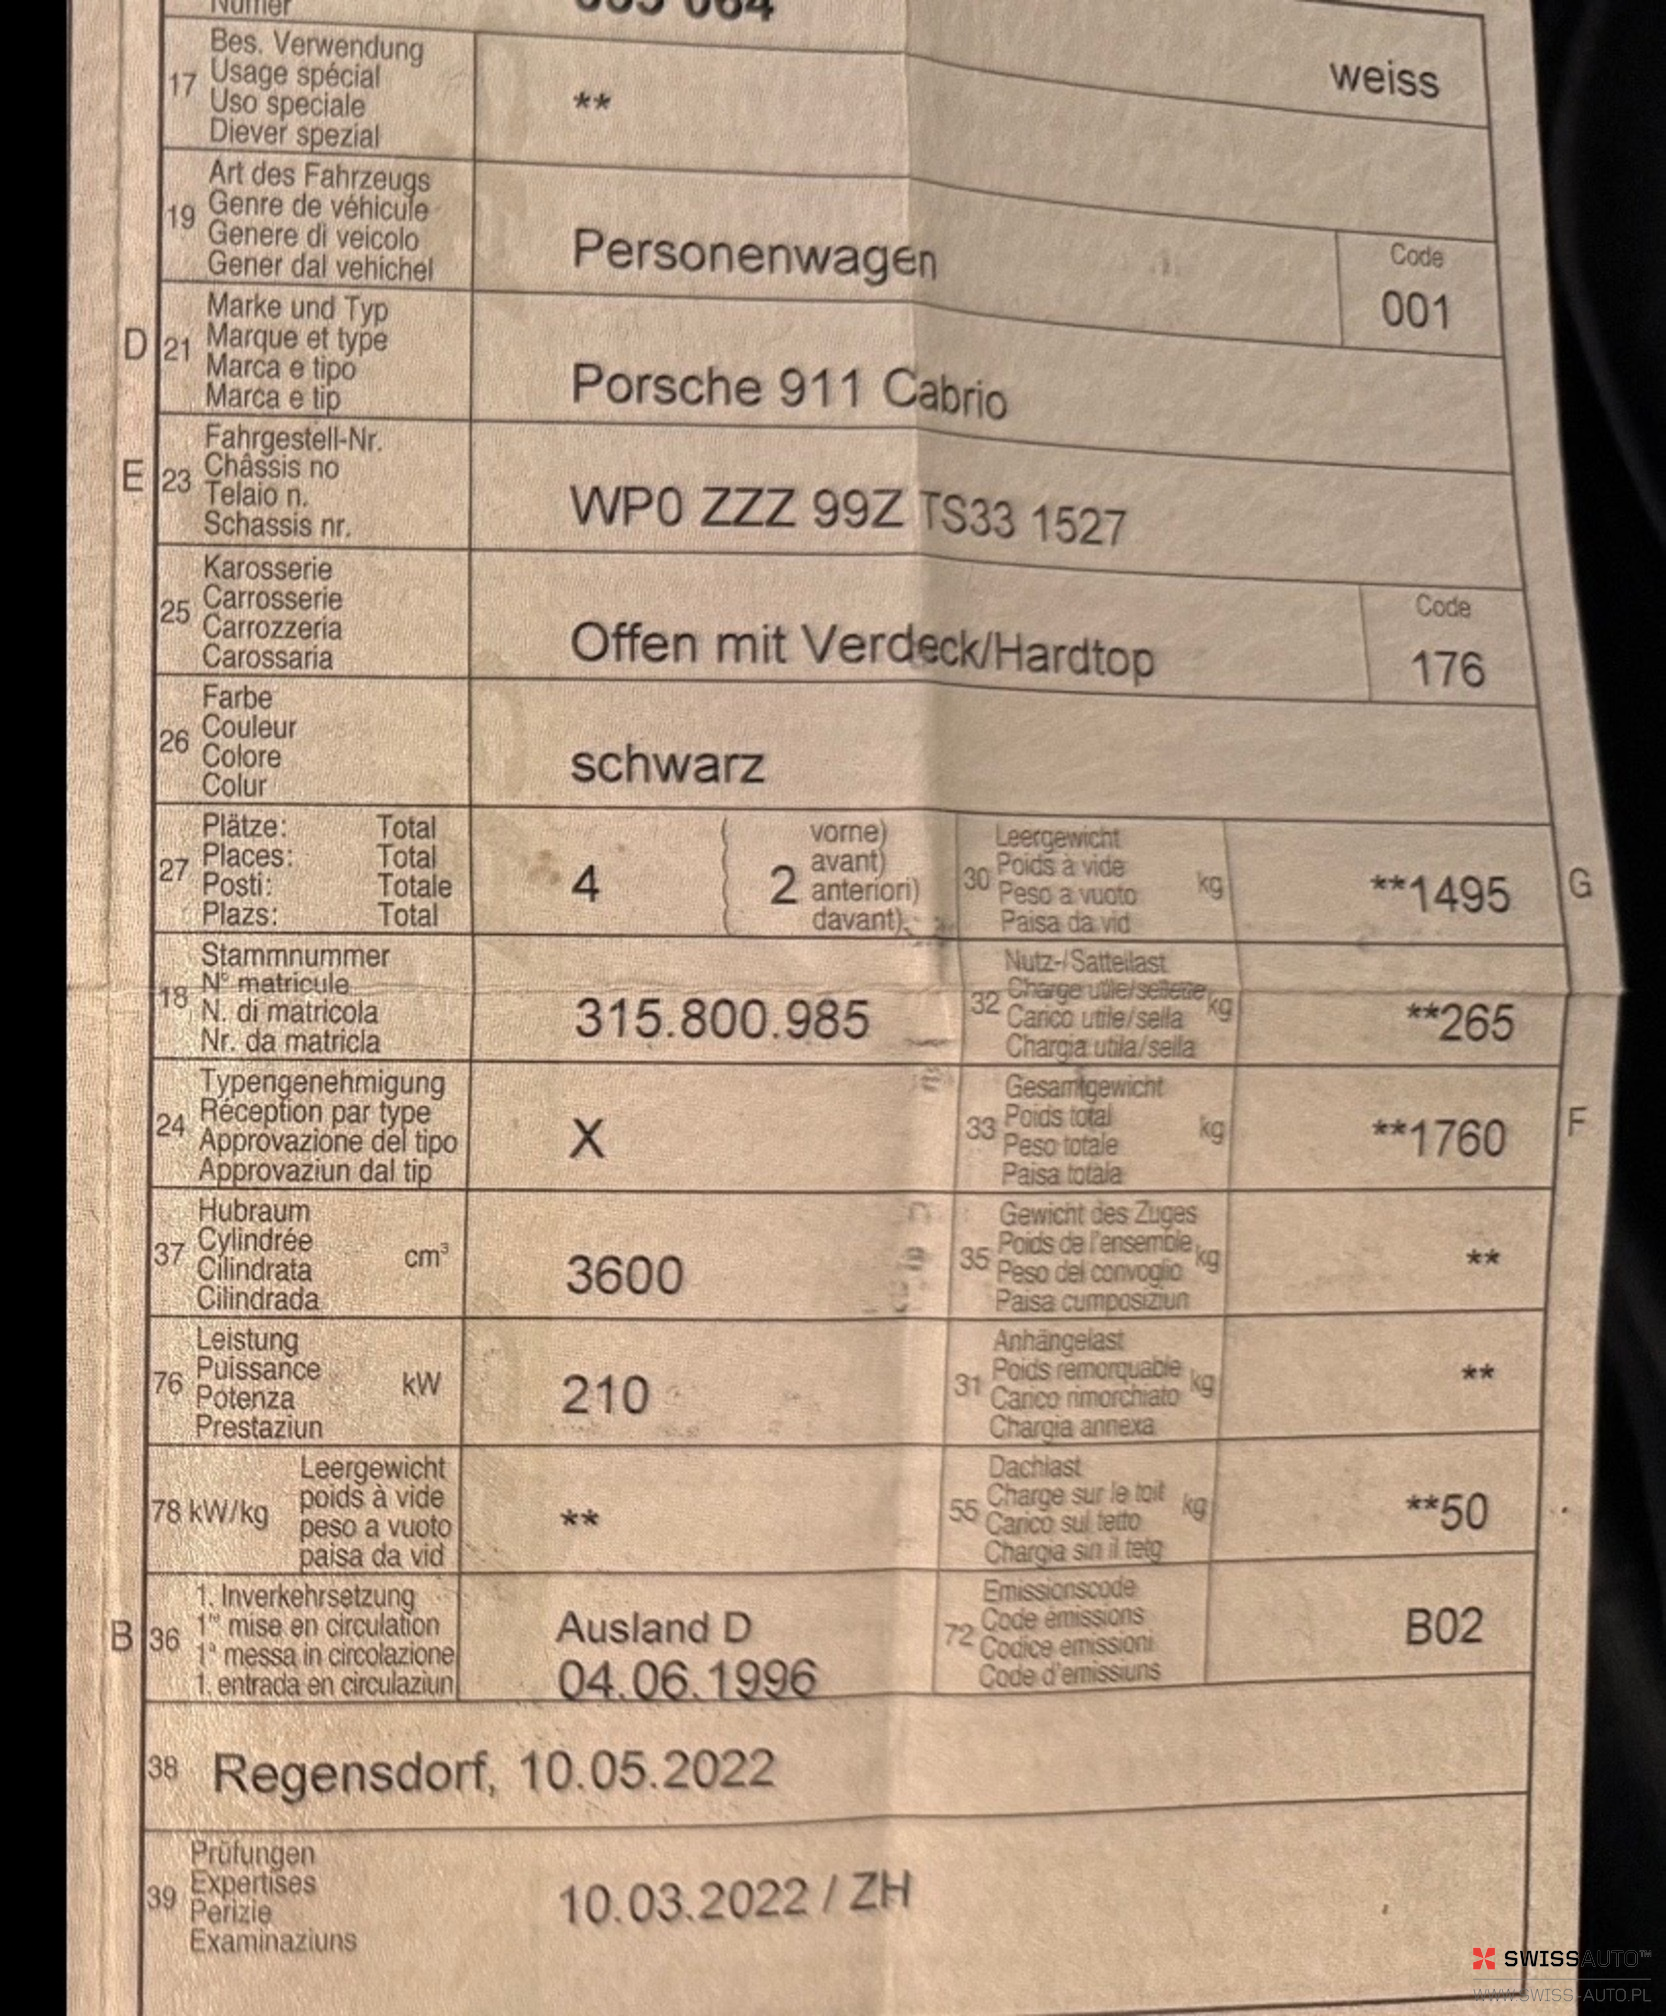 Numer
weiss
17 Bes. Verwendung
Usage spécial
Uso speciale
Diever spezial
**
19 Art des Fahrzeugs
Genre de véhicule
Genere di veicolo
Gener dal vehichel
Personenwagen
Code
001
D 21 Marke und Typ
Marque et type
Marca e tipo
Marca e tip
Porsche 911 Cabrio
E 23 Fahrgestell-Nr.
Châssis no
Telaio n.
Schassis nr.
WP0 ZZZ 99Z TS33 1527
25 Karosserie
Carrosserie
Carrozzeria
Carossaria
Offen mit Verdeck/Hardtop
Code
176
26 Farbe
Couleur
Colore
Colur
schwarz
27 Plätze: Total
Places: Total
Posti: Totale
Plazs: Total
4
2
vorne)
avant)
anteriori)
davant)
30 Leergewicht
Poids à vide
Peso a vuoto
Paisa da vid
kg
**1495
G
18 Stammnummer
N° matricule
N. di matricola
Nr. da matricla
315.800.985
32 Nutz-/Sattellast
Charge utile/sellette
Carico utile/sella
Chargia utila/sella
kg
**265
24 Typengenehmigung
Réception par type
Approvazione del tipo
Approvaziun dal tip
X
33 Gesamtgewicht
Poids total
Peso totale
Paisa totala
kg
**1760
F
37 Hubraum
Cylindrée
Cilindrata
Cilindrada
cm³
3600
35 Gewicht des Zuges
Poids de l'ensemble
Peso del convoglio
Paisa cumposiziun
kg
**
76 Leistung
Puissance
Potenza
Prestaziun
kW
210
31 Anhängelast
Poids remorquable
Carico rimorchiato
Chargia annexa
kg
**
78 kW/kg
Leergewicht
poids à vide
peso a vuoto
paisa da vid
**
55 Dachlast
Charge sur le toit
Carico sul tetto
Chargia sin il tetg
kg
**50
B 36 1. Inverkehrsetzung
1re mise en circulation
1a messa in circolazione
1. entrada en circulaziun
Ausland D
04.06.1996
72 Emissionscode
Code émissions
Codice emissioni
Code d'emissiuns
B02
38 Regensdorf, 10.05.2022
39 Prüfungen
Expertises
Perizie
Examinaziuns
10.03.2022 / ZH
SWISSAUTO™
WWW.SWISS-AUTO.PL